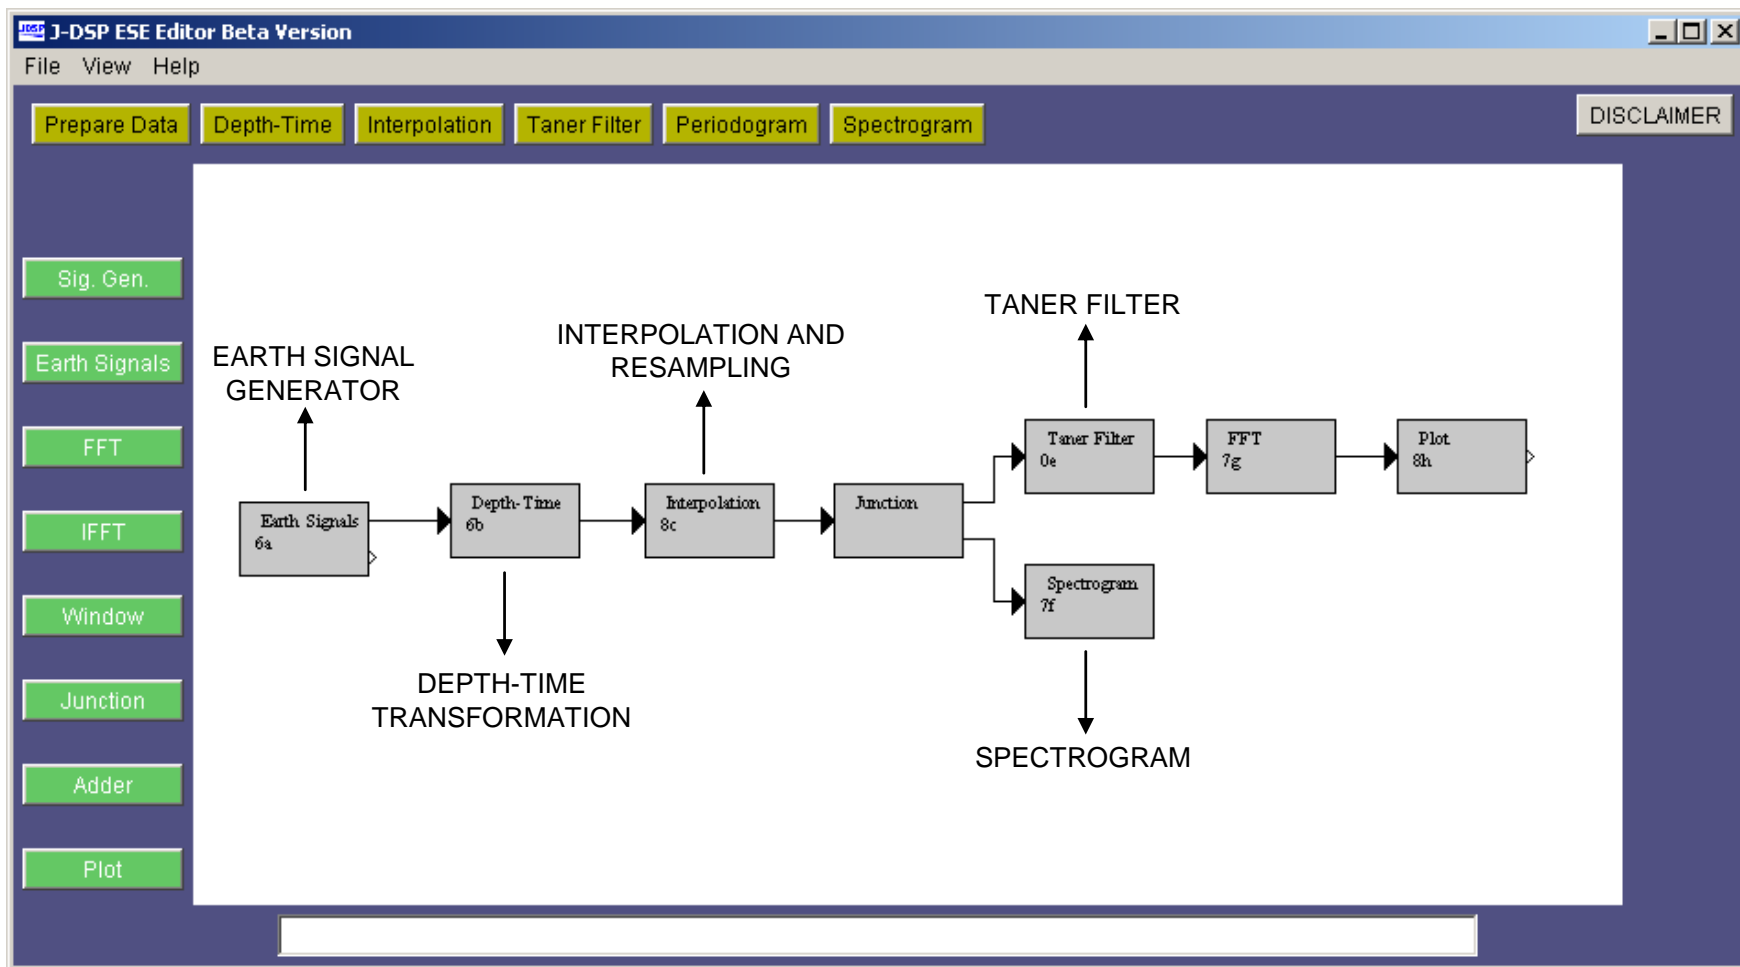 J-DSP ESE Editor Beta Version
File View Help
Prepare Data Depth-Time Interpolation Taner Filter Periodogram Spectrogram DISCLAIMER
Sig. Gen.
Earth Signals
FFT
IFFT
Window
Junction
Adder
Plot
EARTH SIGNAL
GENERATOR
INTERPOLATION AND
RESAMPLING
TANER FILTER
Earth Signals
6a
Depth-Time
6b
Interpolation
8c
Junction
Taner Filter
0e
FFT
7g
Plot
8h
Spectrogram
7f
DEPTH-TIME
TRANSFORMATION
SPECTROGRAM